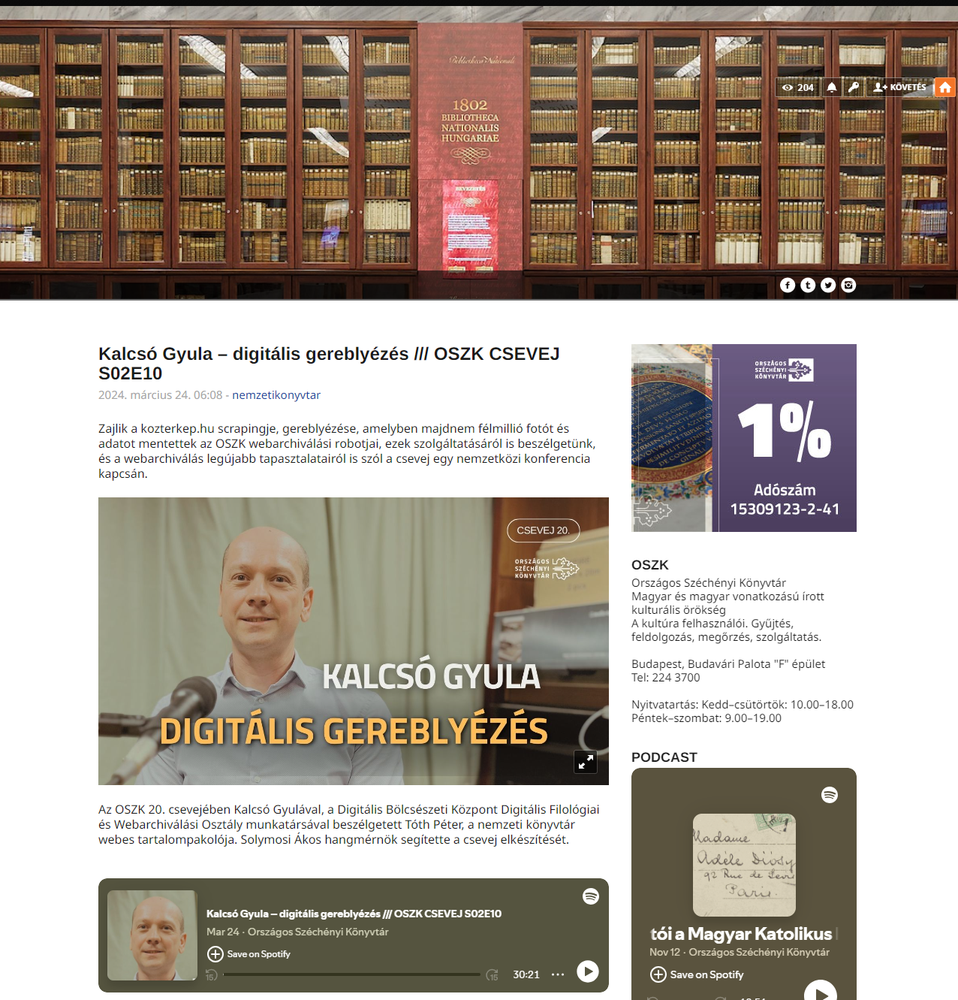 Bibliotheca Nationalis
1802
BIBLIOTHECA
NATIONALIS
HUNGARIAE
204
KÖVETÉS
Kalcsó Gyula – digitális gereblyézés /// OSZK CSEVEJ
S02E10
2024. március 24. 06:08 - nemzetikonyvtar
Zajlik a kozterkep.hu scrapingje, gereblyézése, amelyben majdnem félmillió fotót és
adatot mentettek az OSZK webarchiválási robotjai, ezek szolgáltatásáról is beszélgetünk,
és a webarchiválás legújabb tapasztalatairól is szól a csevej egy nemzetközi konferencia
kapcsán.
CSEVEJ 20.
ORSZÁGOS
SZÉCHÉNYI
KÖNYVTÁR
KALCSÓ GYULA
DIGITÁLIS GEREBLYÉZÉS
Az OSZK 20. csevejében Kalcsó Gyulával, a Digitális Bölcsészeti Központ Digitális Filológiai
és Webarchiválási Osztály munkatársával beszélgetett Tóth Péter, a nemzeti könyvtár
webes tartalompakolója. Solymosi Ákos hangmérnök segítette a csevej elkészítését.
Kalcsó Gyula – digitális gereblyézés /// OSZK CSEVEJ S02E10
Mar 24 · Országos Széchényi Könyvtár
Save on Spotify
15
15
30:21
ORSZÁGOS
SZÉCHÉNYI
KÖNYVTÁR
1%
Adószám
15309123-2-41
OSZK
Országos Széchényi Könyvtár
Magyar és magyar vonatkozású írott
kulturális örökség
A kultúra felhasználói. Gyűjtés,
feldolgozás, megőrzés, szolgáltatás.
Budapest, Budavári Palota "F" épület
Tel: 224 3700
Nyitvatartás: Kedd–csütörtök: 10.00–18.00
Péntek–szombat: 9.00–19.00
PODCAST
Madame
Adéle Diósy
92 Rue de
Paris.
tói a Magyar Katolikus
Nov 12 · Országos Széchényi Könyvtár
Save on Spotify